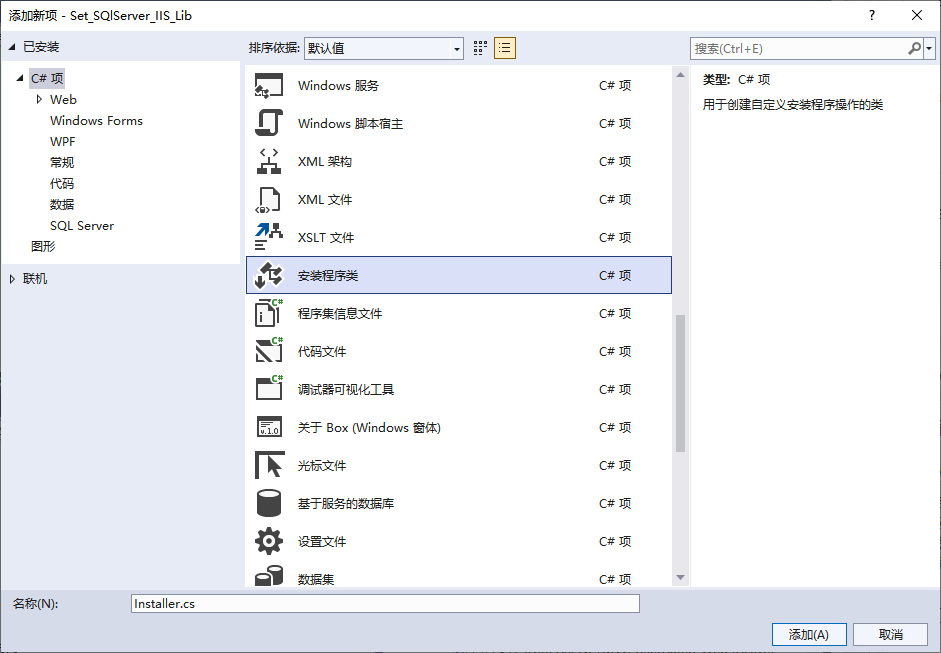 添加新项 - Set_SQlServer_IIS_Lib
?
已安装
排序依据: 默认值
搜索(Ctrl+E)
C# 项
Web
Windows Forms
WPF
常规
代码
数据
SQL Server
图形
联机
Windows 服务 C# 项
Windows 脚本宿主 C# 项
XML 架构 C# 项
XML 文件 C# 项
XSLT 文件 C# 项
安装程序类 C# 项
程序集信息文件 C# 项
代码文件 C# 项
调试器可视化工具 C# 项
关于 Box (Windows 窗体) C# 项
光标文件 C# 项
基于服务的数据库 C# 项
设置文件 C# 项
数据集 C# 项
类型: C# 项
用于创建自定义安装程序操作的类
名称(N): Installer.cs
添加(A) 取消